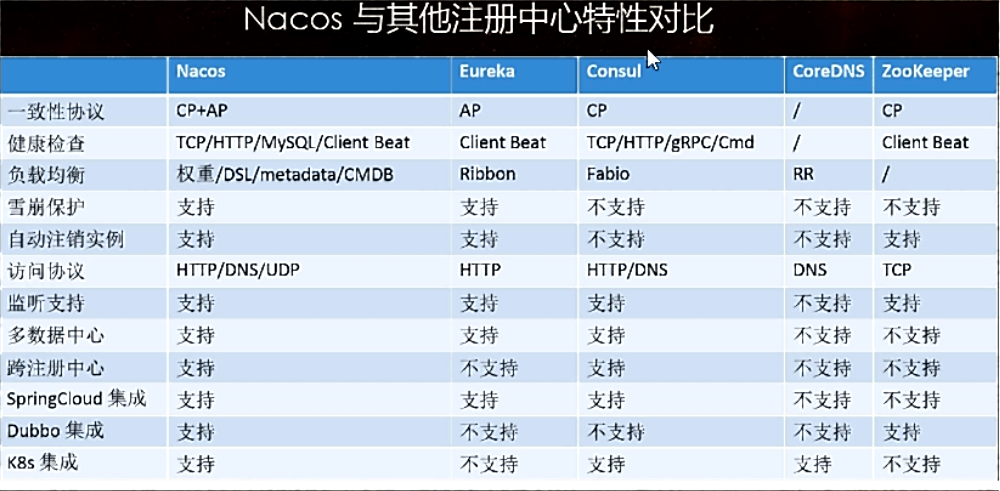 Nacos 与其他注册中心特性对比
Nacos Eureka Consul CoreDNS ZooKeeper
一致性协议 CP+AP AP CP / CP
健康检查 TCP/HTTP/MySQL/Client Beat Client Beat TCP/HTTP/gRPC/Cmd / Client Beat
负载均衡 权重/DSL/metadata/CMDB Ribbon Fabio RR /
雪崩保护 支持 支持 不支持 不支持 不支持
自动注销实例 支持 支持 不支持 不支持 支持
访问协议 HTTP/DNS/UDP HTTP HTTP/DNS DNS TCP
监听支持 支持 支持 支持 不支持 支持
多数据中心 支持 支持 支持 不支持 不支持
跨注册中心 支持 不支持 支持 不支持 不支持
SpringCloud 集成 支持 支持 支持 不支持 不支持
Dubbo 集成 支持 不支持 不支持 不支持 支持
K8s 集成 支持 不支持 支持 支持 不支持